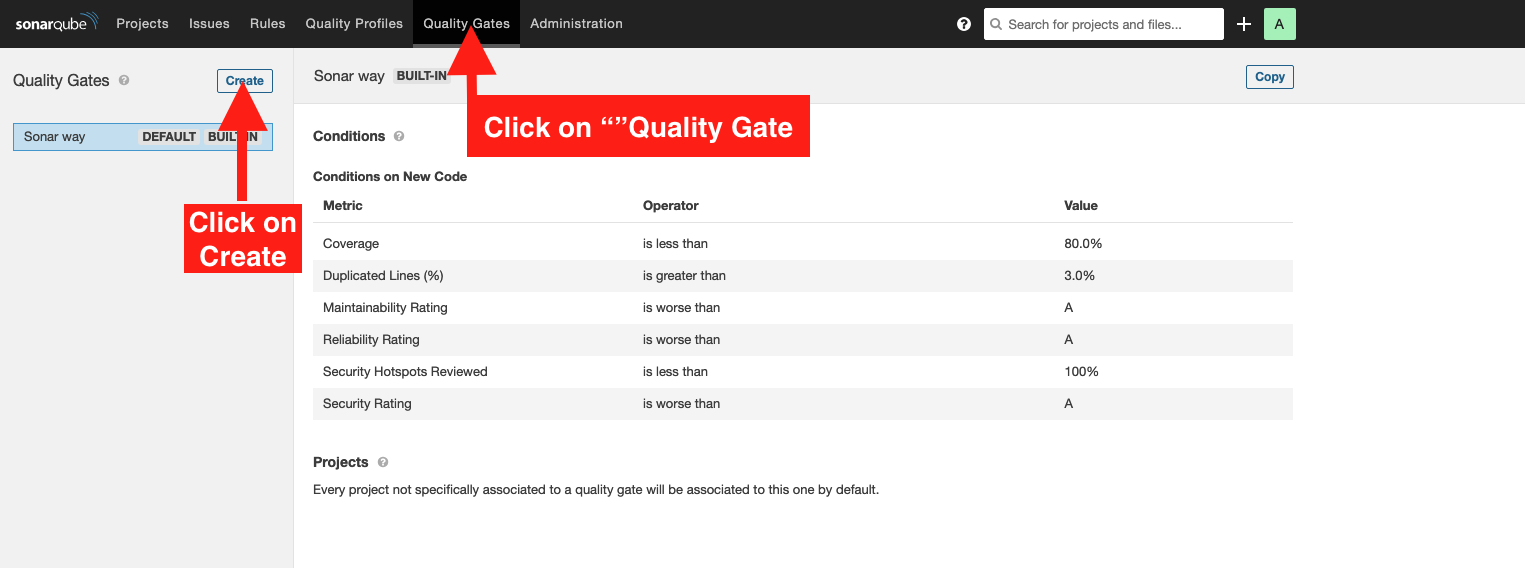 sonarqube Projects Issues Rules Quality Profiles Quality Gates Administration ? Search for projects and files... + A
Quality Gates ? Create
Sonar way BUILT-IN Copy
Sonar way DEFAULT BUILT-IN
Click on “”Quality Gate
Click on
Create
Conditions ?
Conditions on New Code
Metric Operator Value
Coverage is less than 80.0%
Duplicated Lines (%) is greater than 3.0%
Maintainability Rating is worse than A
Reliability Rating is worse than A
Security Hotspots Reviewed is less than 100%
Security Rating is worse than A
Projects ?
Every project not specifically associated to a quality gate will be associated to this one by default.